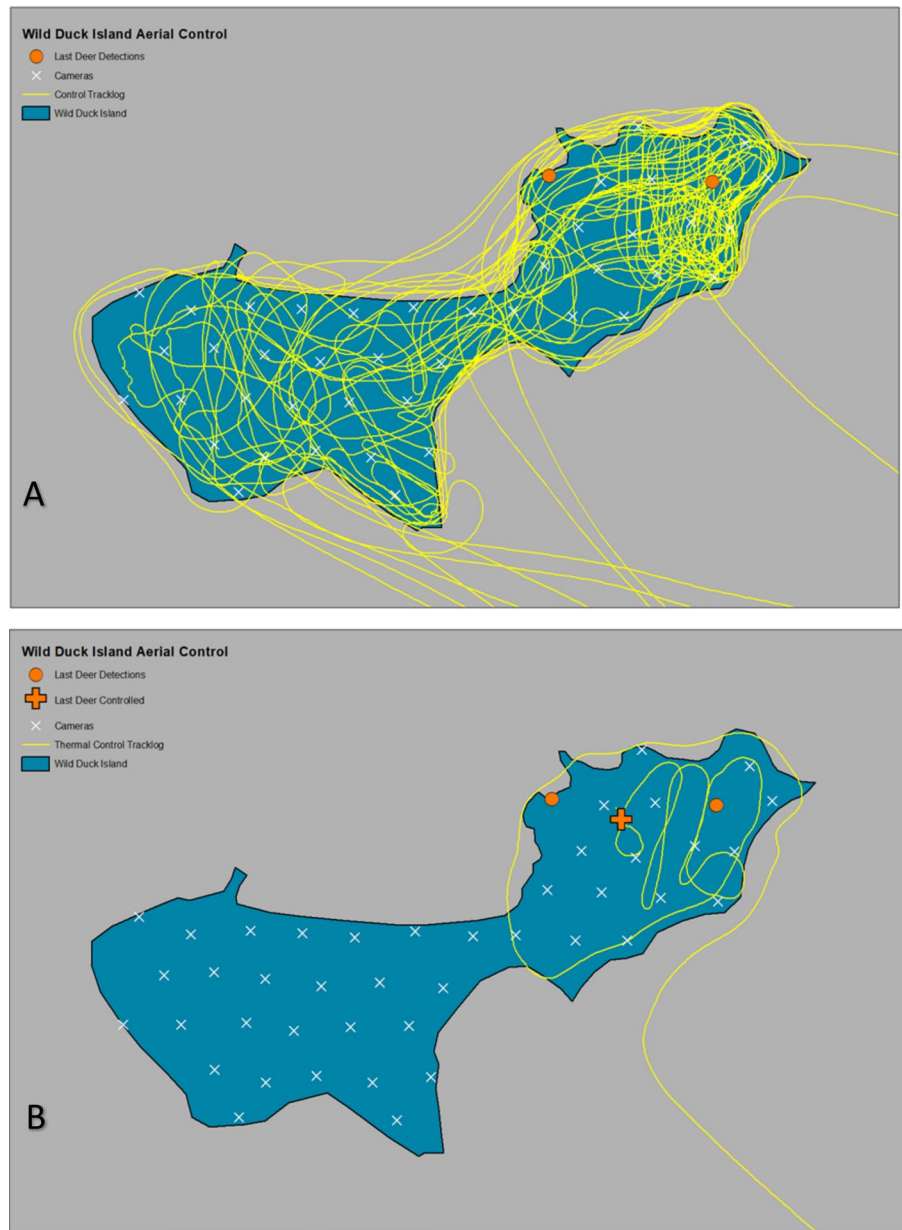 Wild Duck Island Aerial Control
Last Deer Detections
Cameras
Control Tracklog
Wild Duck Island
A
Wild Duck Island Aerial Control
Last Deer Detections
Last Deer Controlled
Cameras
Thermal Control Tracklog
Wild Duck Island
B